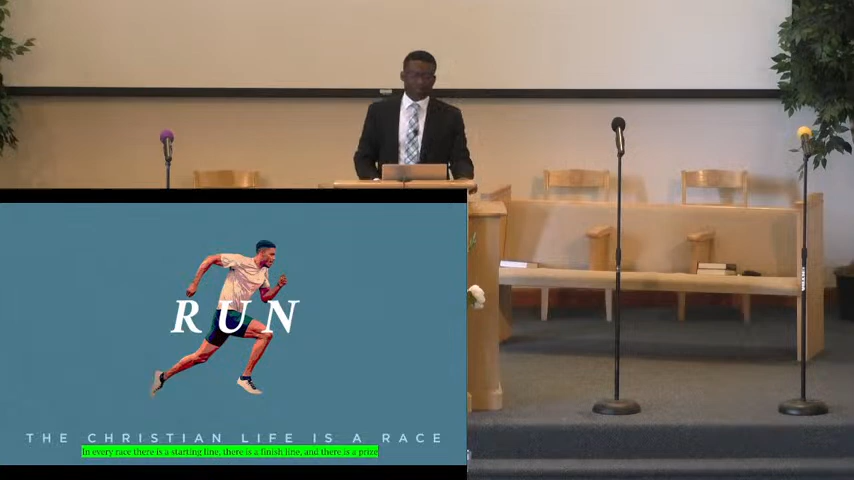 RUN
THE CHRISTIAN LIFE IS A RACE
In every race there is a starting line, there is a finish line, and there is a prize